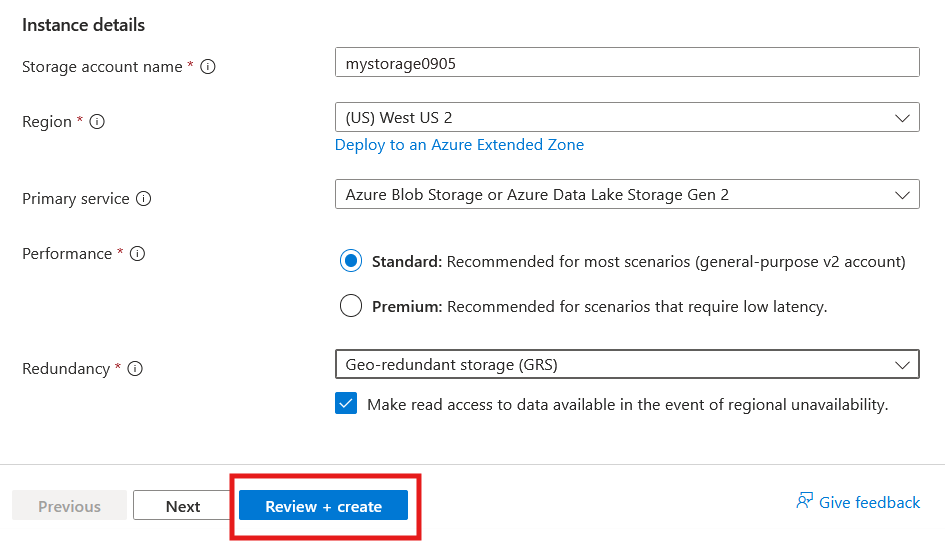 Instance details
Storage account name *
mystorage0905
Region *
(US) West US 2
Deploy to an Azure Extended Zone
Primary service
Azure Blob Storage or Azure Data Lake Storage Gen 2
Performance *
Standard: Recommended for most scenarios (general-purpose v2 account)
Premium: Recommended for scenarios that require low latency.
Redundancy *
Geo-redundant storage (GRS)
Make read access to data available in the event of regional unavailability.
Previous
Next
Review + create
Give feedback